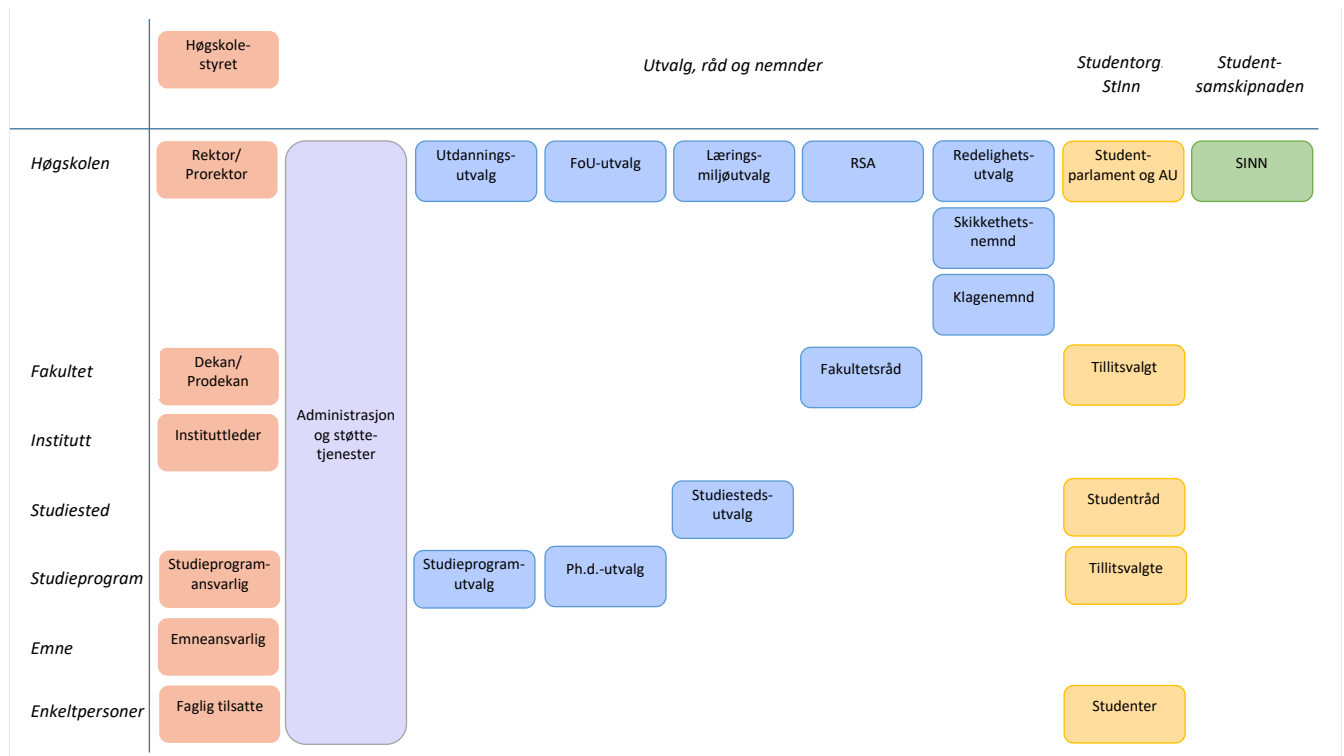 Høgskole-
styret
Utvalg, råd og nemnder
Studentorg.
StInn
Student-
samskipnaden
Høgskolen
Rektor/
Prorektor
Utdannings-
utvalg
FoU-utvalg
Lærings-
miljøutvalg
RSA
Redelighets-
utvalg
Student-
parlament og AU
SINN
Skikkethets-
nemnd
Klagenemnd
Fakultet
Dekan/
Prodekan
Fakultetsråd
Tillitsvalgt
Administrasjon
og støtte-
tjenester
Institutt
Instituttleder
Studiested
Studiesteds-
utvalg
Studentråd
Studieprogram
Studieprogram-
ansvarlig
Studieprogram-
utvalg
Ph.d.-utvalg
Tillitsvalgte
Emne
Emneansvarlig
Enkeltpersoner
Faglig tilsatte
Studenter